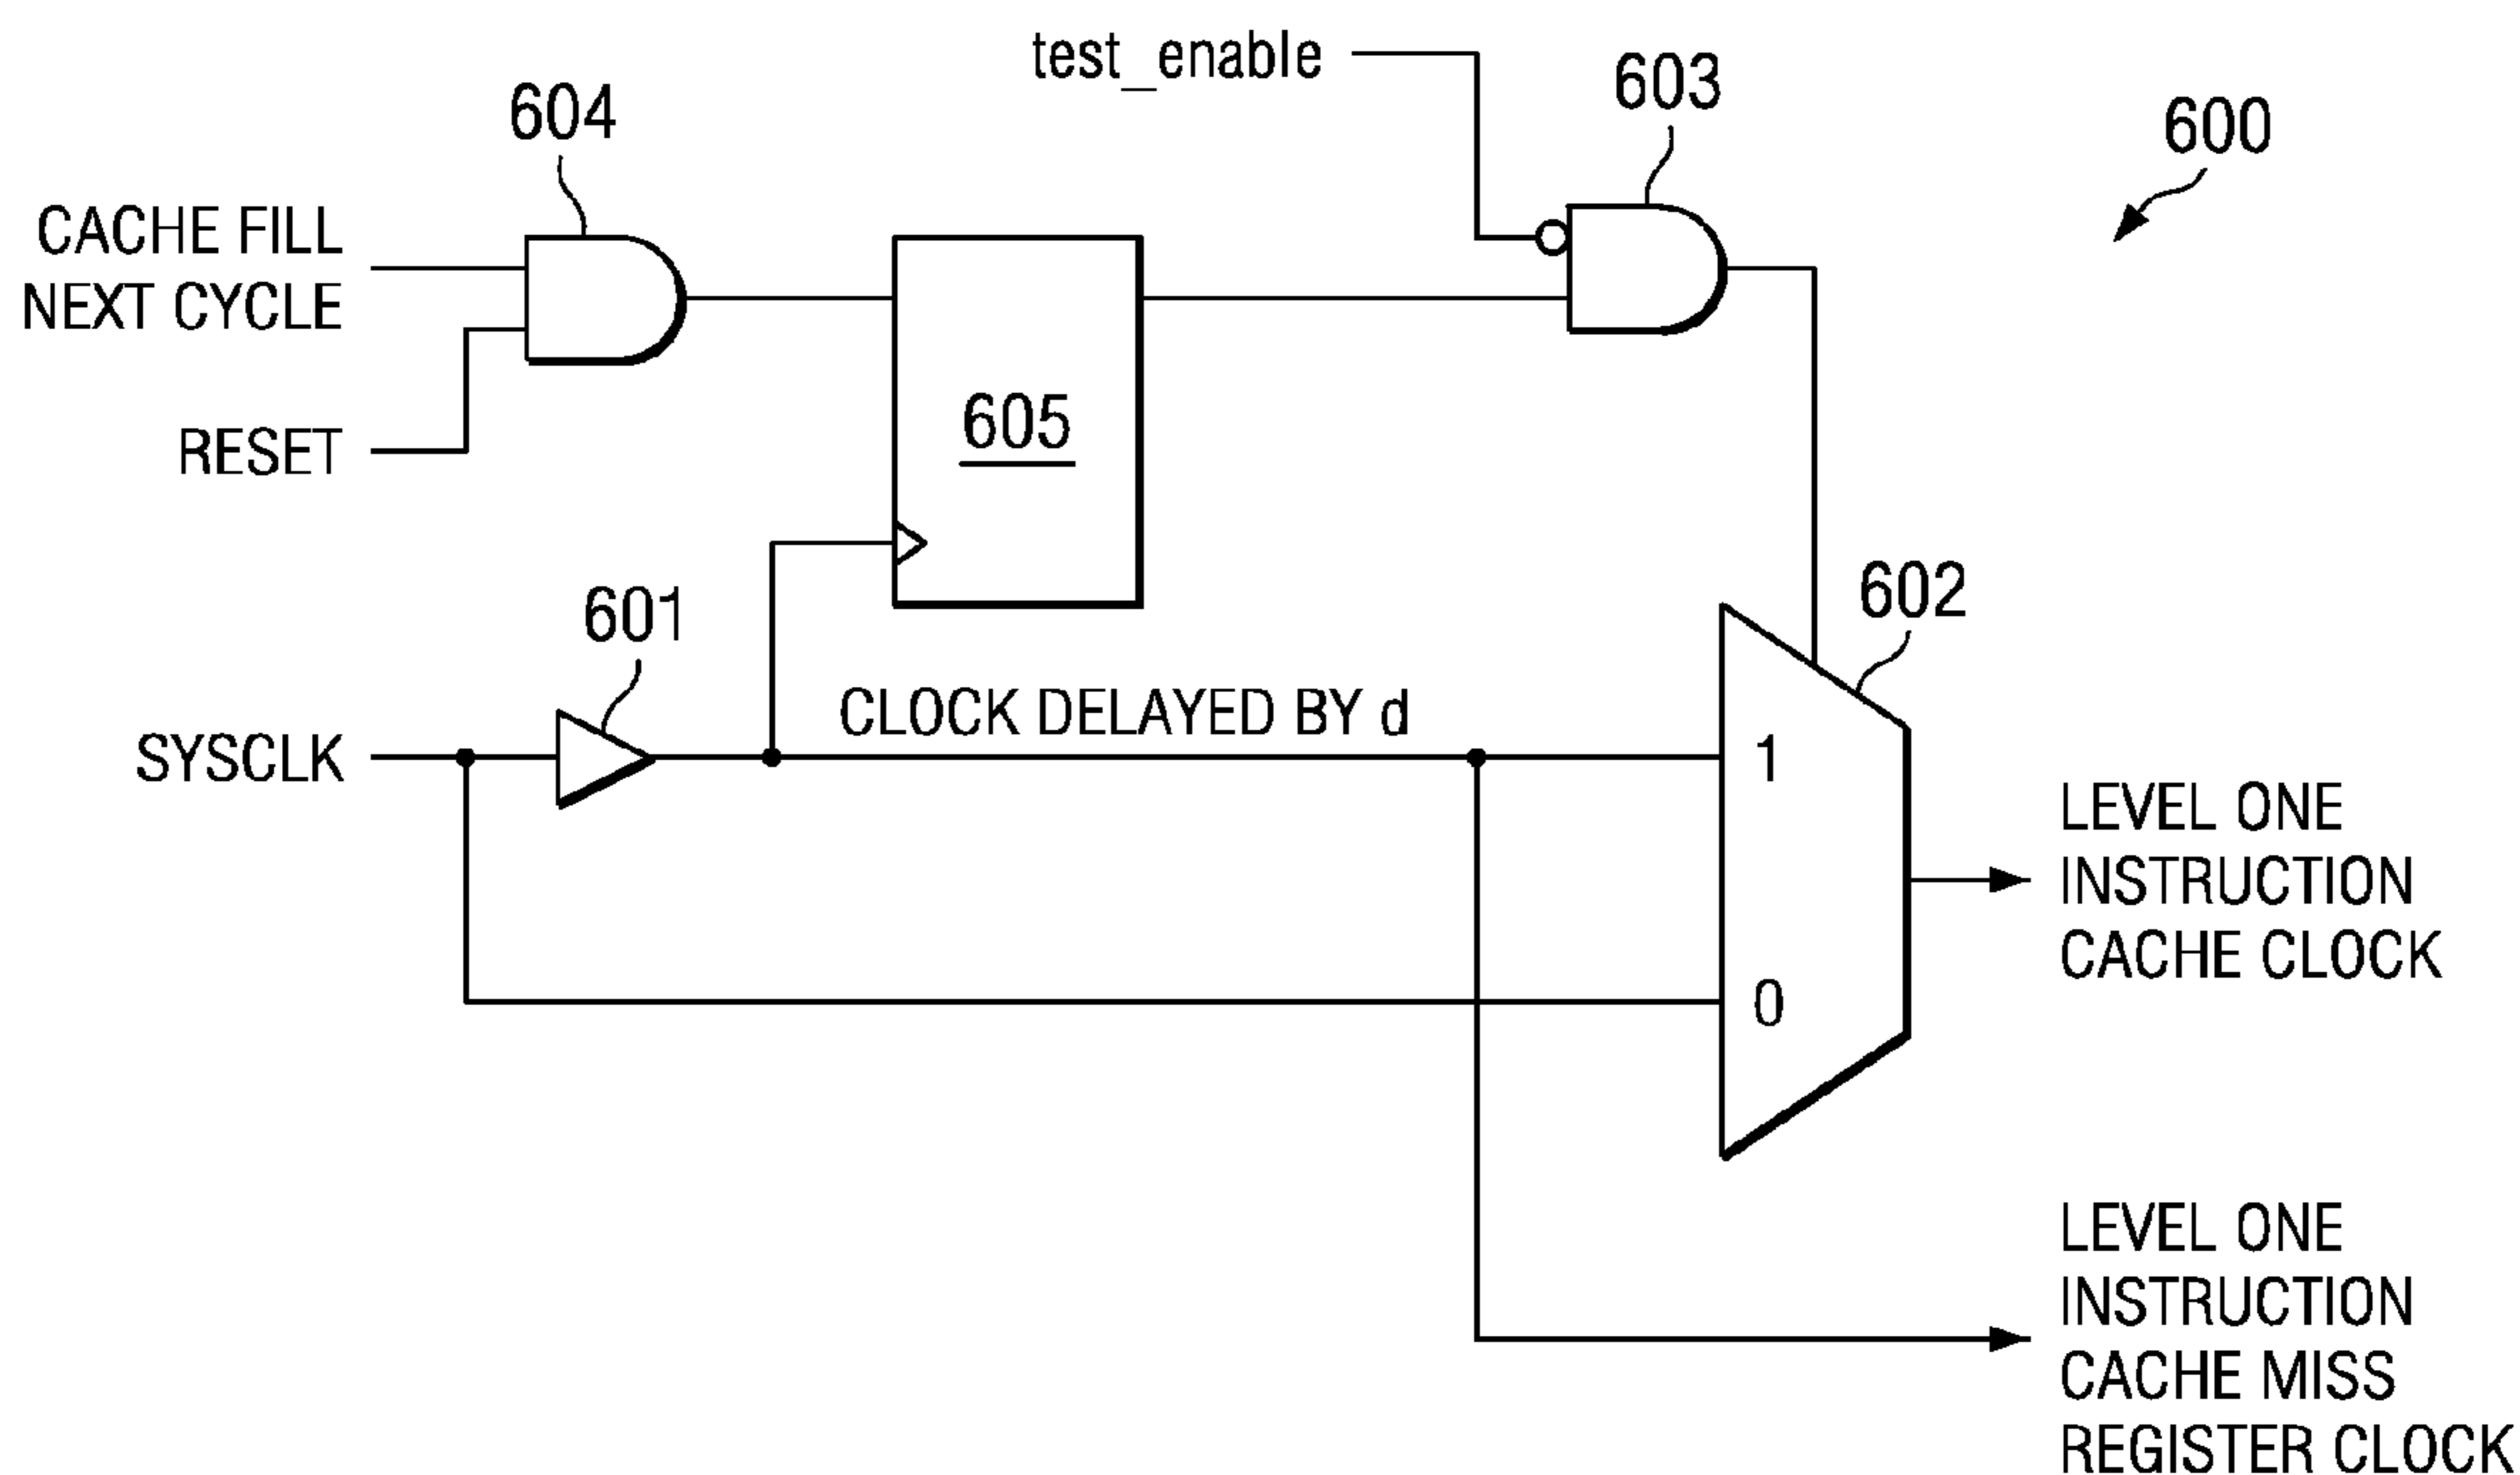 test_enable
603
604
600
CACHE FILL
NEXT CYCLE
RESET
605
601
602
SYSCLK
CLOCK DELAYED BY d
1
0
LEVEL ONE
INSTRUCTION
CACHE CLOCK
LEVEL ONE
INSTRUCTION
CACHE MISS
REGISTER CLOCK